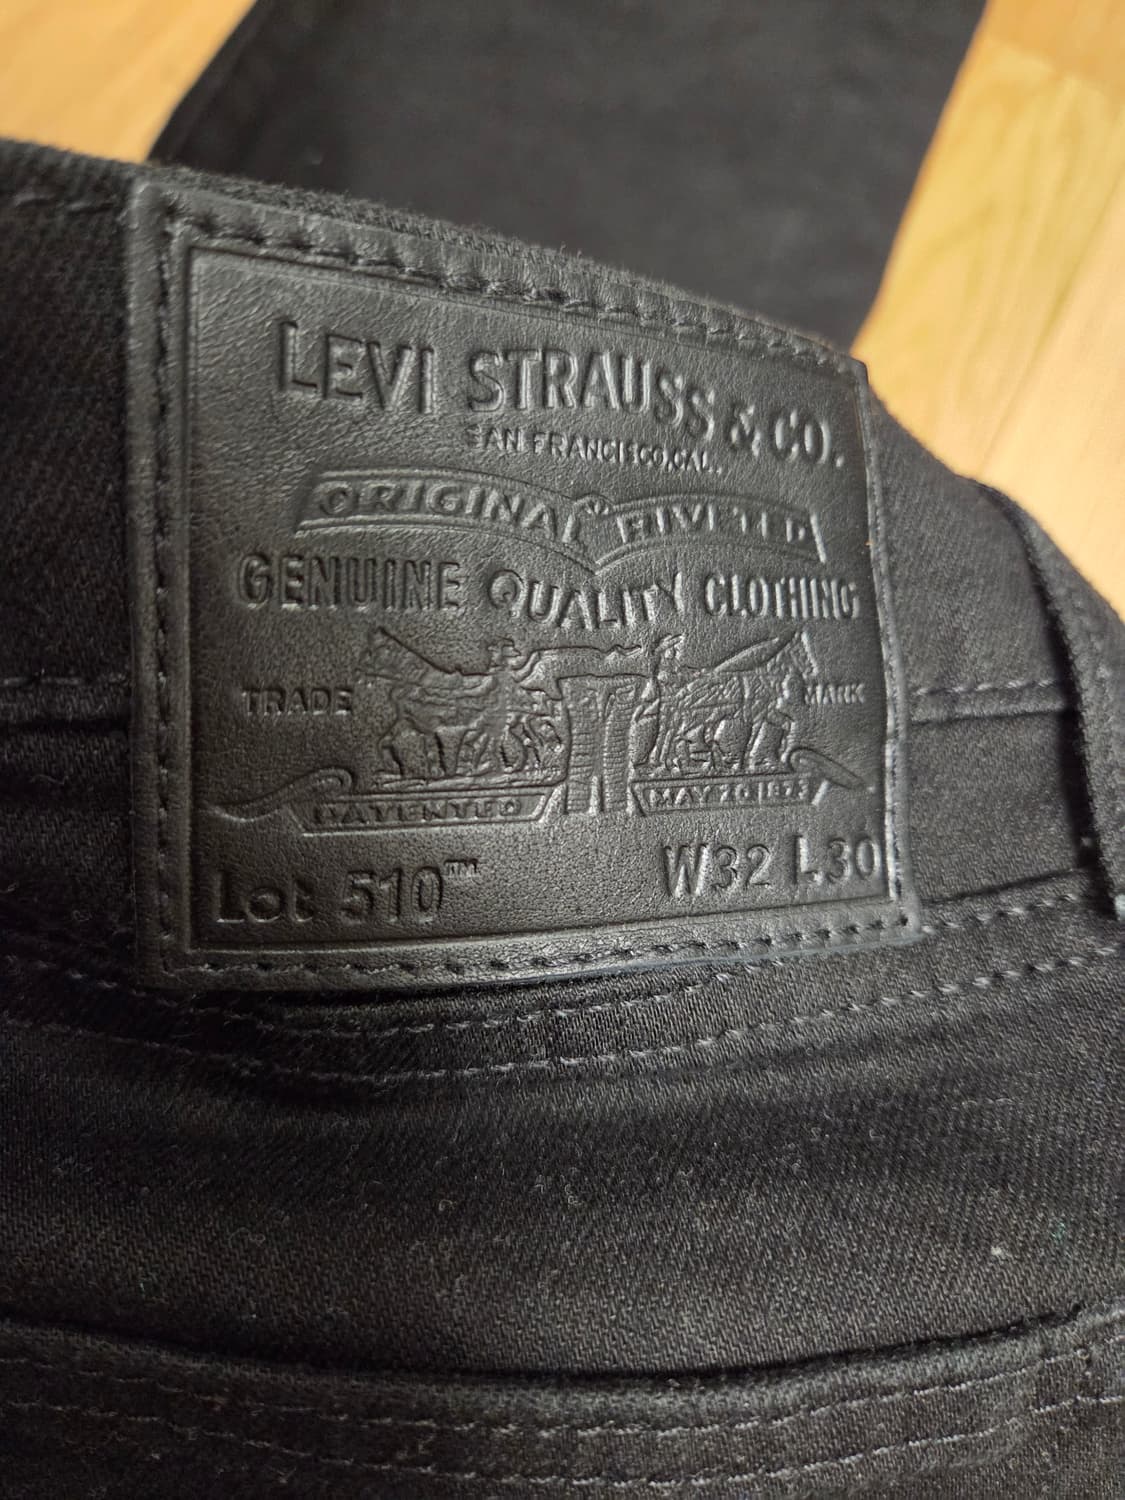 LEVI STRAUSS & CO.
SAN FRANCISCO, CAL.
ORIGINAL RIVETED
GENUINE QUALITY CLOTHING
TRADE MARK
PATENTED MAY 20 1873
Lot 510™ W32 L30